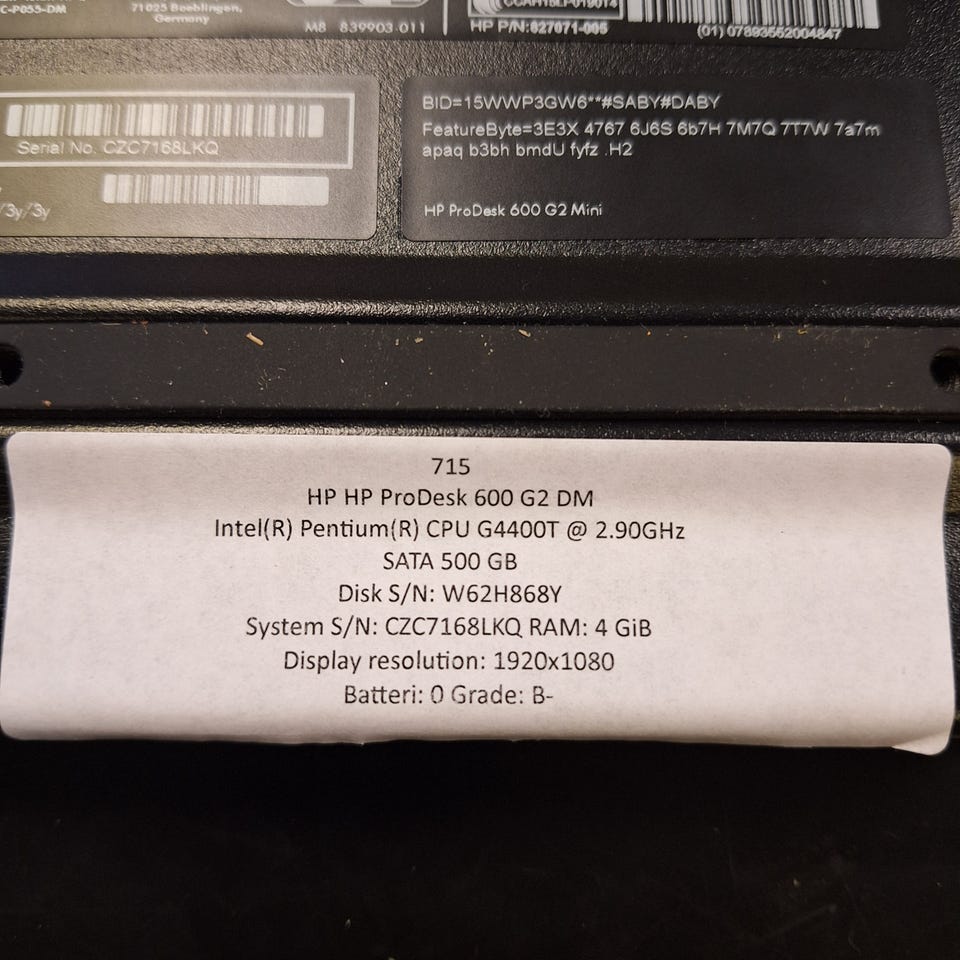 C-P055-DM
71025 Boeblingen,
Germany
M8 839903-011
HP P/N:827071-005
(01) 07893552004847
Serial No. CZC7168LKQ
/3y/3y
BID=15WWP3GW6**#SABY#DABY
FeatureByte=3E3X 4767 6J6S 6b7H 7M7Q 7T7W 7a7m
apaq b3bh bmdU fyfz .H2
HP ProDesk 600 G2 Mini
715
HP HP ProDesk 600 G2 DM
Intel(R) Pentium(R) CPU G4400T @ 2.90GHz
SATA 500 GB
Disk S/N: W62H868Y
System S/N: CZC7168LKQ RAM: 4 GiB
Display resolution: 1920x1080
Batteri: 0 Grade: B-